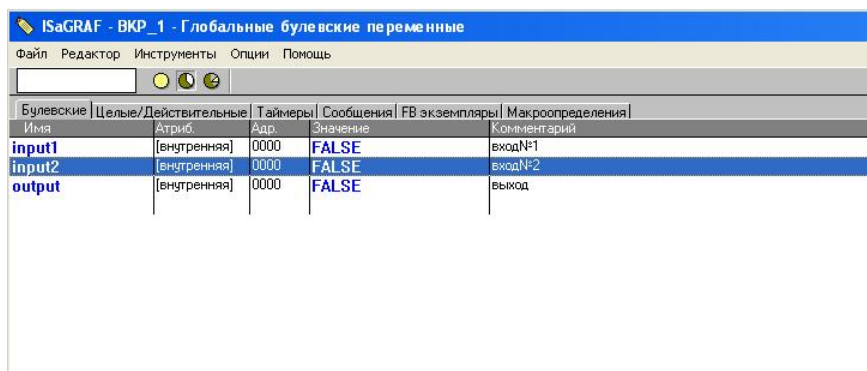 ISaGRAF - BKP_1 - Глобальные булевские переменные
Файл Редактор Инструменты Опции Помощь
Булевские Целые/Действительные Таймеры Сообщения FB экземпляры Макроопределения
Имя Атриб. Адр. Значение Комментарий
input1 [внутренняя] 0000 FALSE вход№1
input2 [внутренняя] 0000 FALSE вход№2
output [внутренняя] 0000 FALSE выход